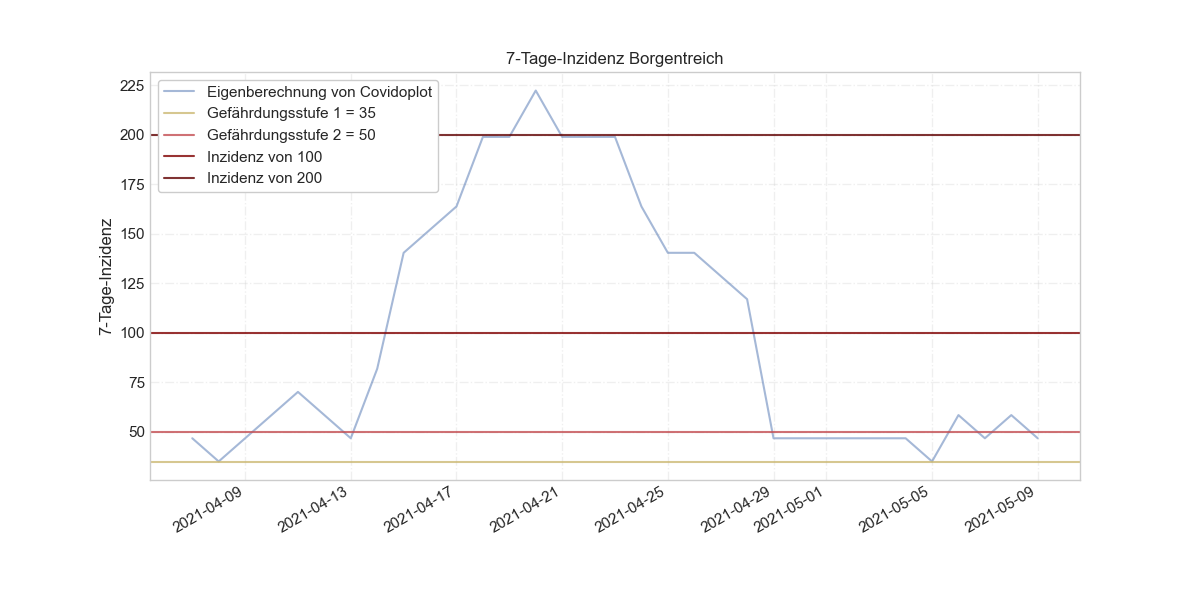 7-Tage-Inzidenz Borgentreich
7-Tage-Inzidenz
225
200
175
150
125
100
75
50
Eigenberechnung von Covidoplot
Gefährdungsstufe 1 = 35
Gefährdungsstufe 2 = 50
Inzidenz von 100
Inzidenz von 200
2021-04-09
2021-04-13
2021-04-17
2021-04-21
2021-04-25
2021-04-29
2021-05-01
2021-05-05
2021-05-09